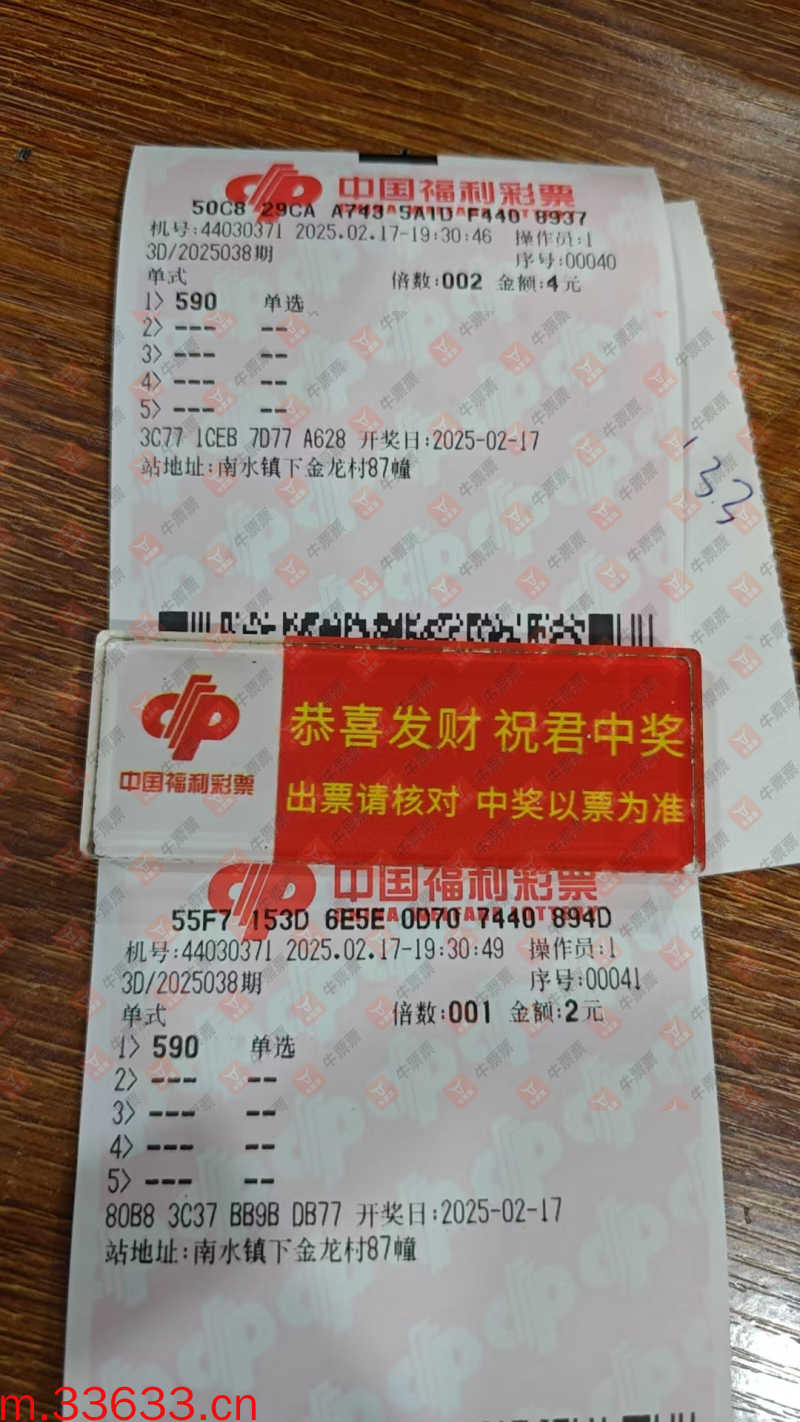 中国福利彩票
50C8 29CA A743 5A1D F440 8937
机号:44030371 2025.02.17-19:30:46 操作员:1
3D/2025038期 序号:00040
单式 倍数:002 金额:4元
1> 590 单选
2> --- --
3> --- --
4> --- --
5> --- --
3C77 1CEB 7D77 A628 开奖日:2025-02-17
站地址:南水镇下金龙村87幢
133
恭喜发财 祝君中奖
中国福利彩票
出票请核对 中奖以票为准
中国福利彩票
55F7 153D 6E5E 0D70 7440 894D
机号:44030371 2025.02.17-19:30:49 操作员:1
3D/2025038期 序号:00041
单式 倍数:001 金额:2元
1> 590 单选
2> --- --
3> --- --
4> --- --
5> --- --
80B8 3C37 BB9B DB77 开奖日:2025-02-17
站地址:南水镇下金龙村87幢
牛票票
m.33633.cn